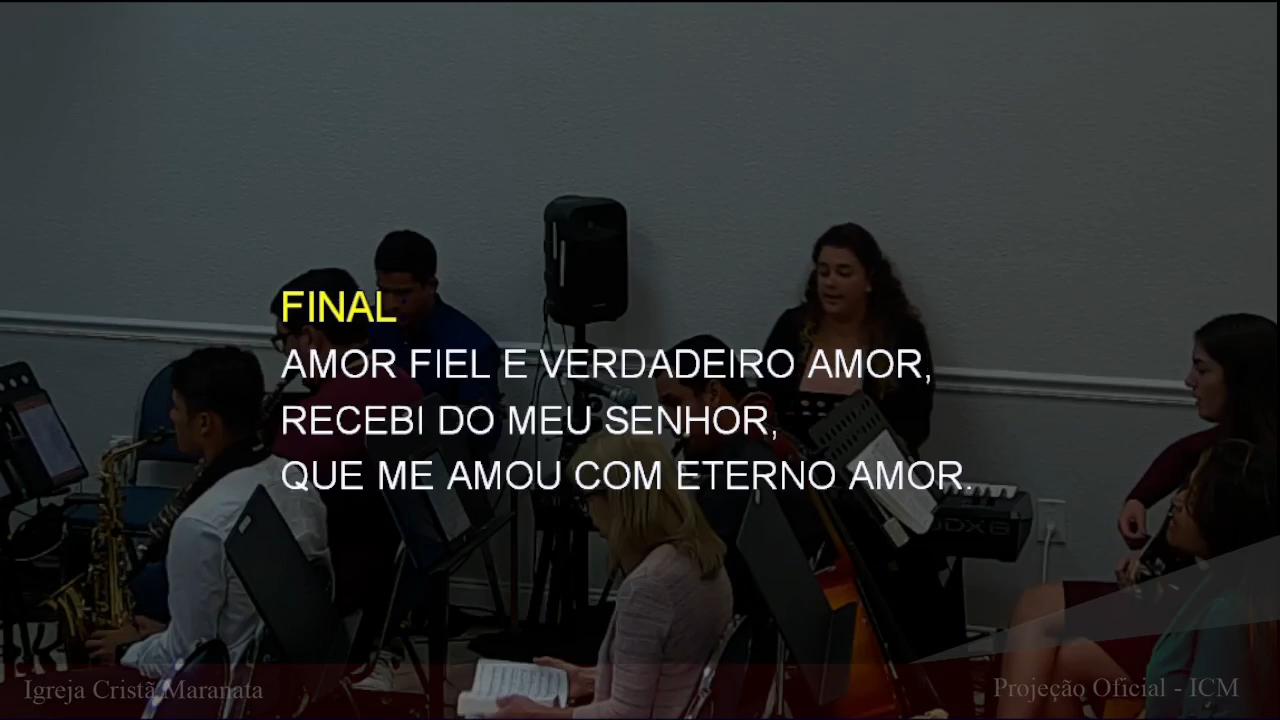 FINAL
AMOR FIEL E VERDADEIRO AMOR,
RECEBI DO MEU SENHOR,
QUE ME AMOU COM ETERNO AMOR.
DX6
Igreja Cristã Maranata
Projeção Oficial - ICM